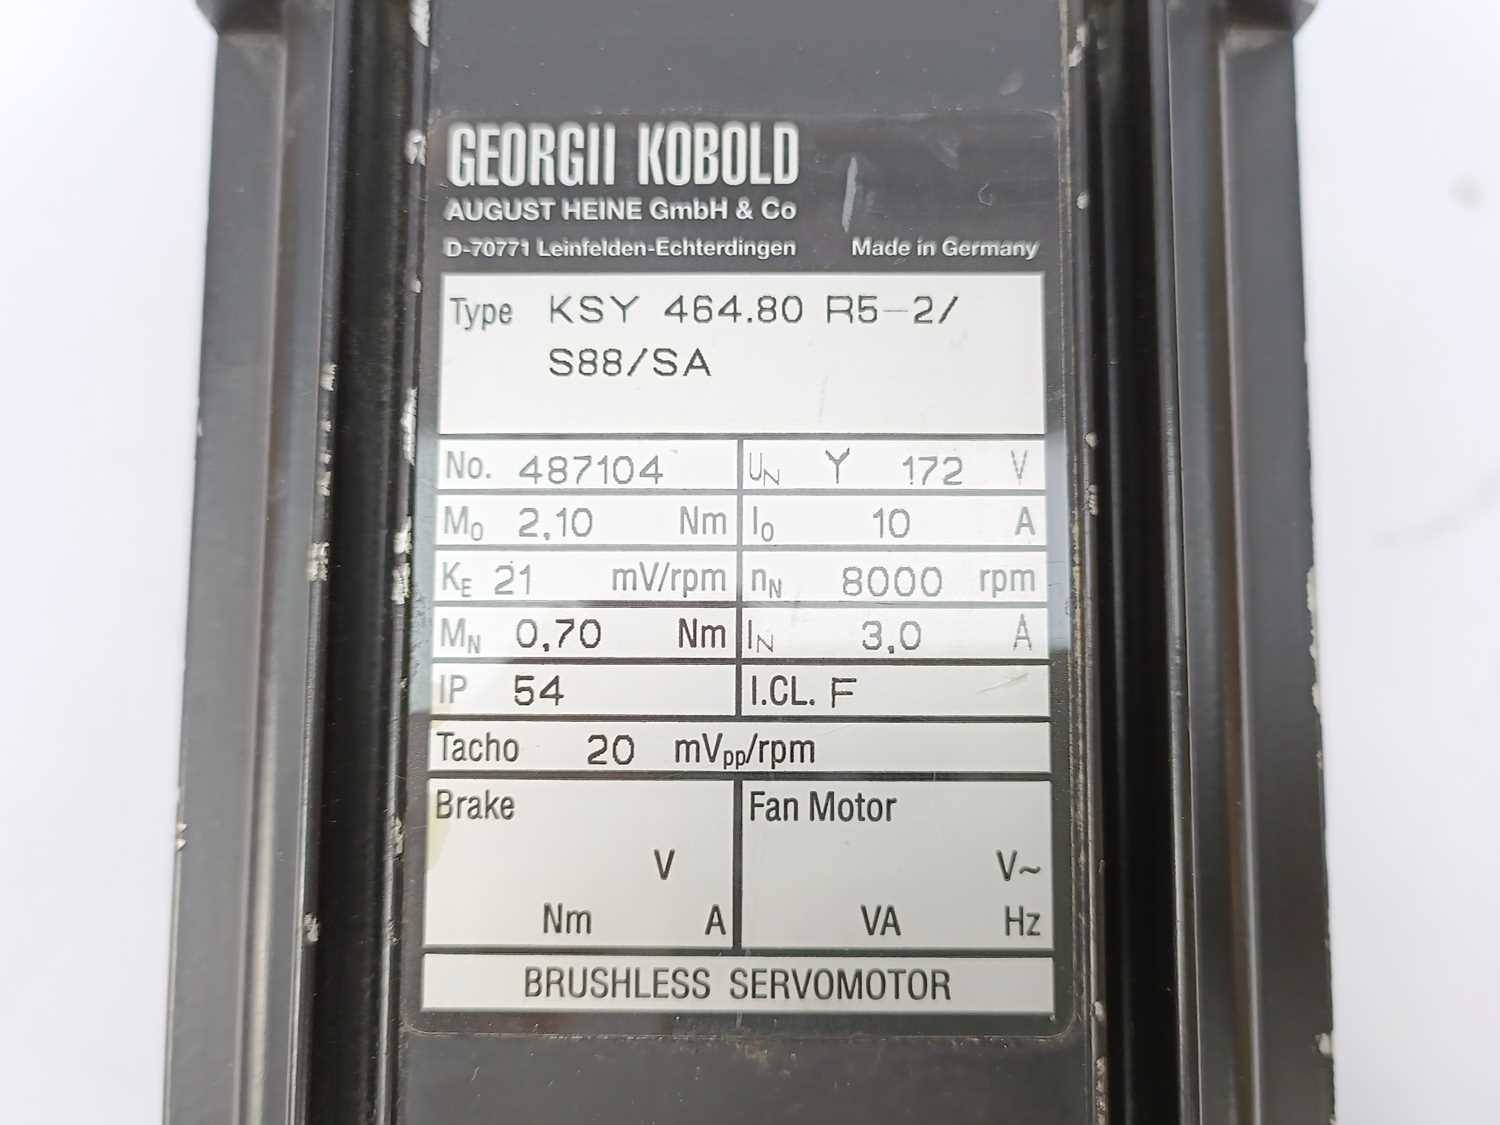 GEORGII KOBOLD
AUGUST HEINE GmbH & Co
D-70771 Leinfelden-Echterdingen Made in Germany
Type KSY 464.80 R5-2/
S88/SA
No. 487104 UN Y 172 V
M0 2,10 Nm I0 10 A
KE 21 mV/rpm nN 8000 rpm
MN 0,70 Nm IN 3,0 A
IP 54 I.CL. F
Tacho 20 mVpp/rpm
Brake Fan Motor
V V~
Nm A VA Hz
BRUSHLESS SERVOMOTOR